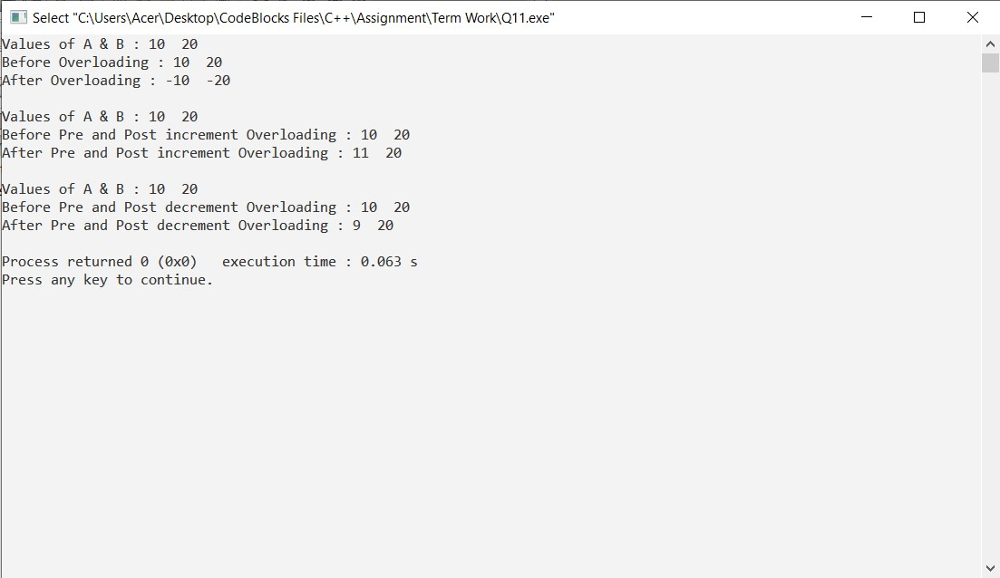 Select "C:\Users\Acer\Desktop\CodeBlocks Files\C++\Assignment\Term Work\Q11.exe"
Values of A & B : 10  20
Before Overloading : 10  20
After Overloading : -10  -20
Values of A & B : 10  20
Before Pre and Post increment Overloading : 10  20
After Pre and Post increment Overloading : 11  20
Values of A & B : 10  20
Before Pre and Post decrement Overloading : 10  20
After Pre and Post decrement Overloading : 9  20
Process returned 0 (0x0)   execution time : 0.063 s
Press any key to continue.